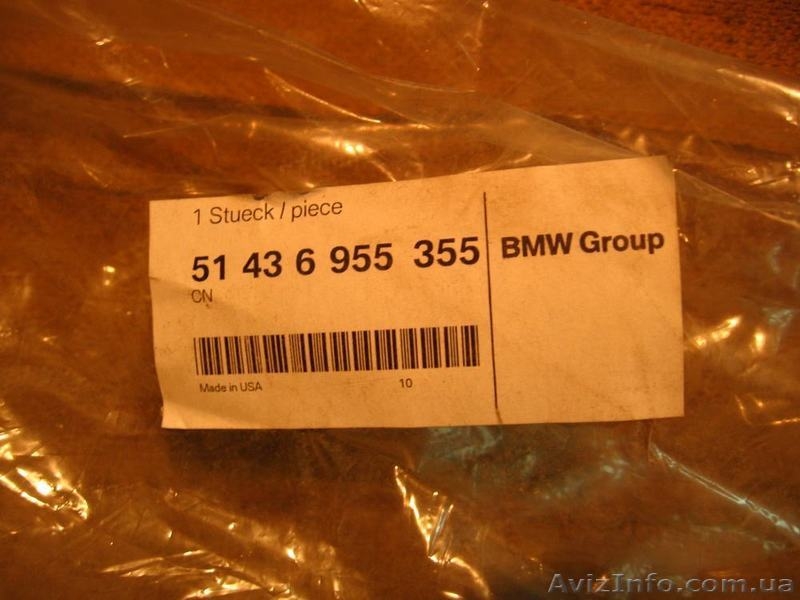 1 Stueck / piece
51 43 6 955 355
CN
BMW Group
Made in USA 10
AvizInfo.com.ua